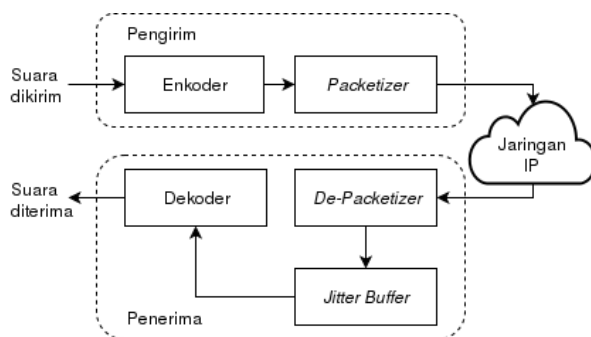 Pengirim
Suara
dikirim
Enkoder
Packetizer
Jaringan
IP
Suara
diterima
Dekoder
De-Packetizer
Jitter Buffer
Penerima